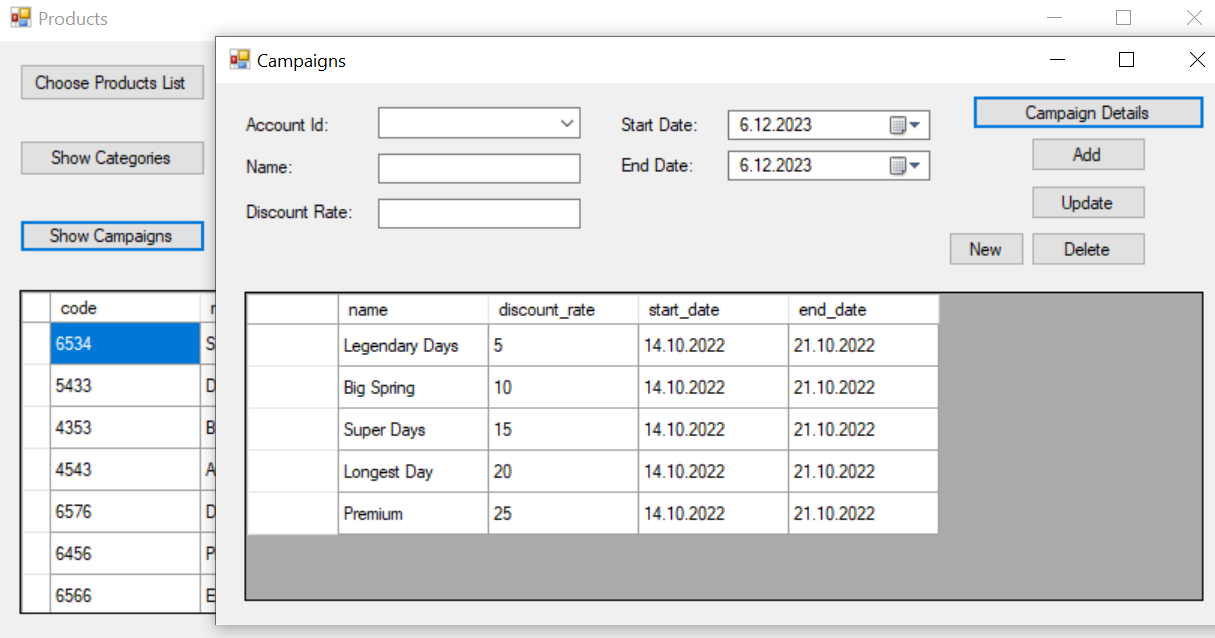 Products
Campaigns
Choose Products List
Show Categories
Show Campaigns
Account Id:
Name:
Discount Rate:
Start Date: 6.12.2023
End Date: 6.12.2023
Campaign Details
Add
Update
New Delete
code
6534 S
5433 D
4353 B
4543 A
6576 D
6456 P
6566 E
name discount_rate start_date end_date
Legendary Days 5 14.10.2022 21.10.2022
Big Spring 10 14.10.2022 21.10.2022
Super Days 15 14.10.2022 21.10.2022
Longest Day 20 14.10.2022 21.10.2022
Premium 25 14.10.2022 21.10.2022